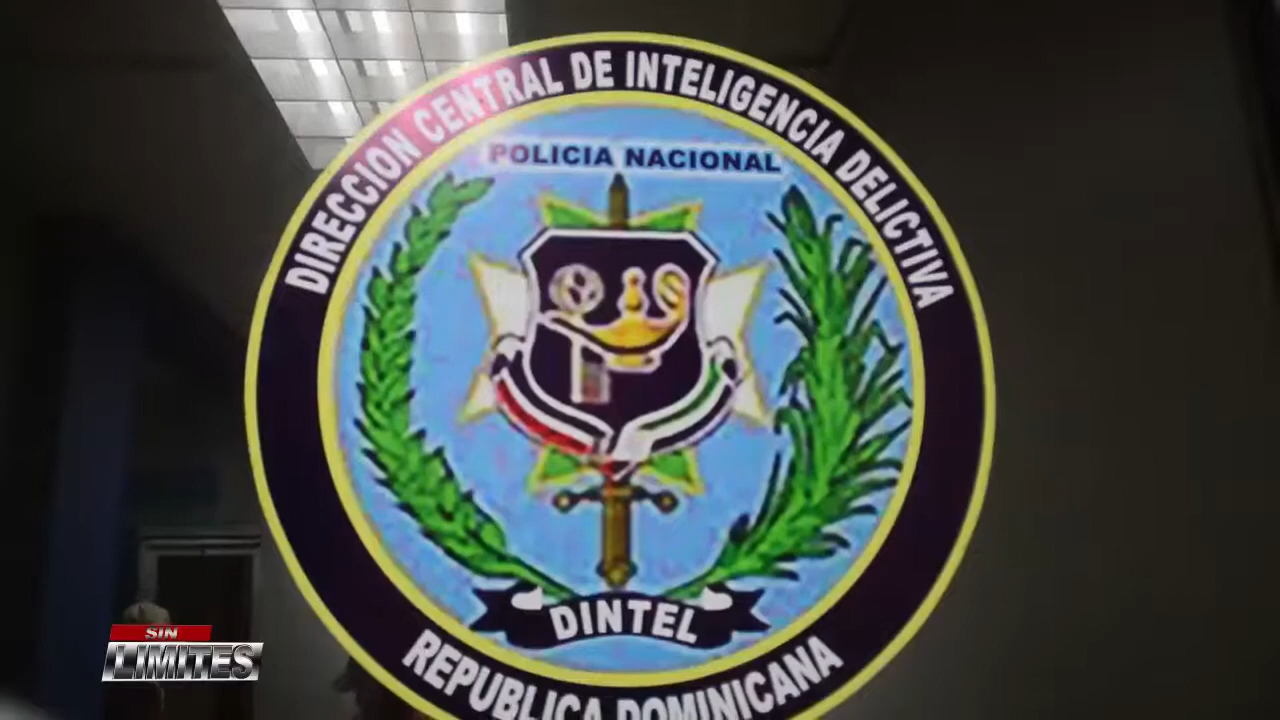 DIRECCION CENTRAL DE INTELIGENCIA DELICTIVA
POLICIA NACIONAL
DINTEL
REPUBLICA DOMINICANA
SIN
LIMITES